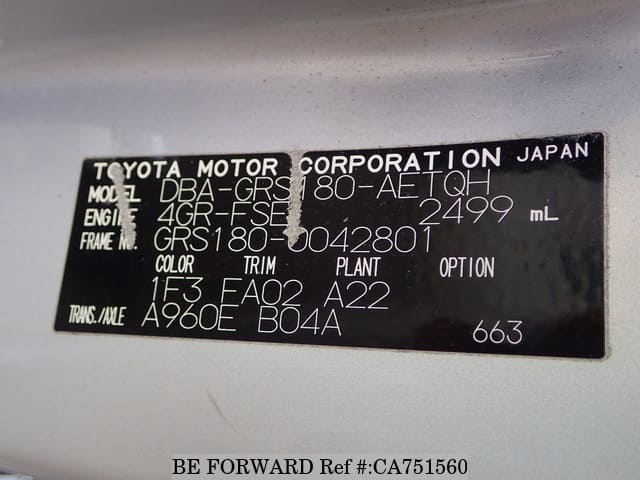 TOYOTA MOTOR CORPORATION JAPAN
MODEL DBA-GRS180-AETQH
ENGINE 4GR-FSE 2499 mL
FRAME NO. GRS180-0042801
COLOR TRIM PLANT OPTION
1F3 EA02 A22
TRANS./AXLE A960E B04A 663
BE FORWARD Ref #:CA751560